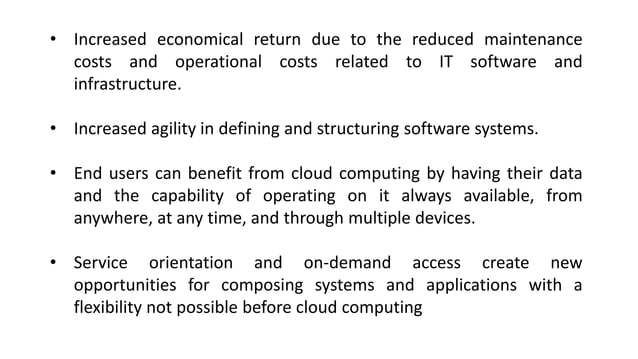 • Increased economical return due to the reduced maintenance
costs and operational costs related to IT software and
infrastructure.
• Increased agility in defining and structuring software systems.
• End users can benefit from cloud computing by having their data
and the capability of operating on it always available, from
anywhere, at any time, and through multiple devices.
• Service orientation and on-demand access create new
opportunities for composing systems and applications with a
flexibility not possible before cloud computing